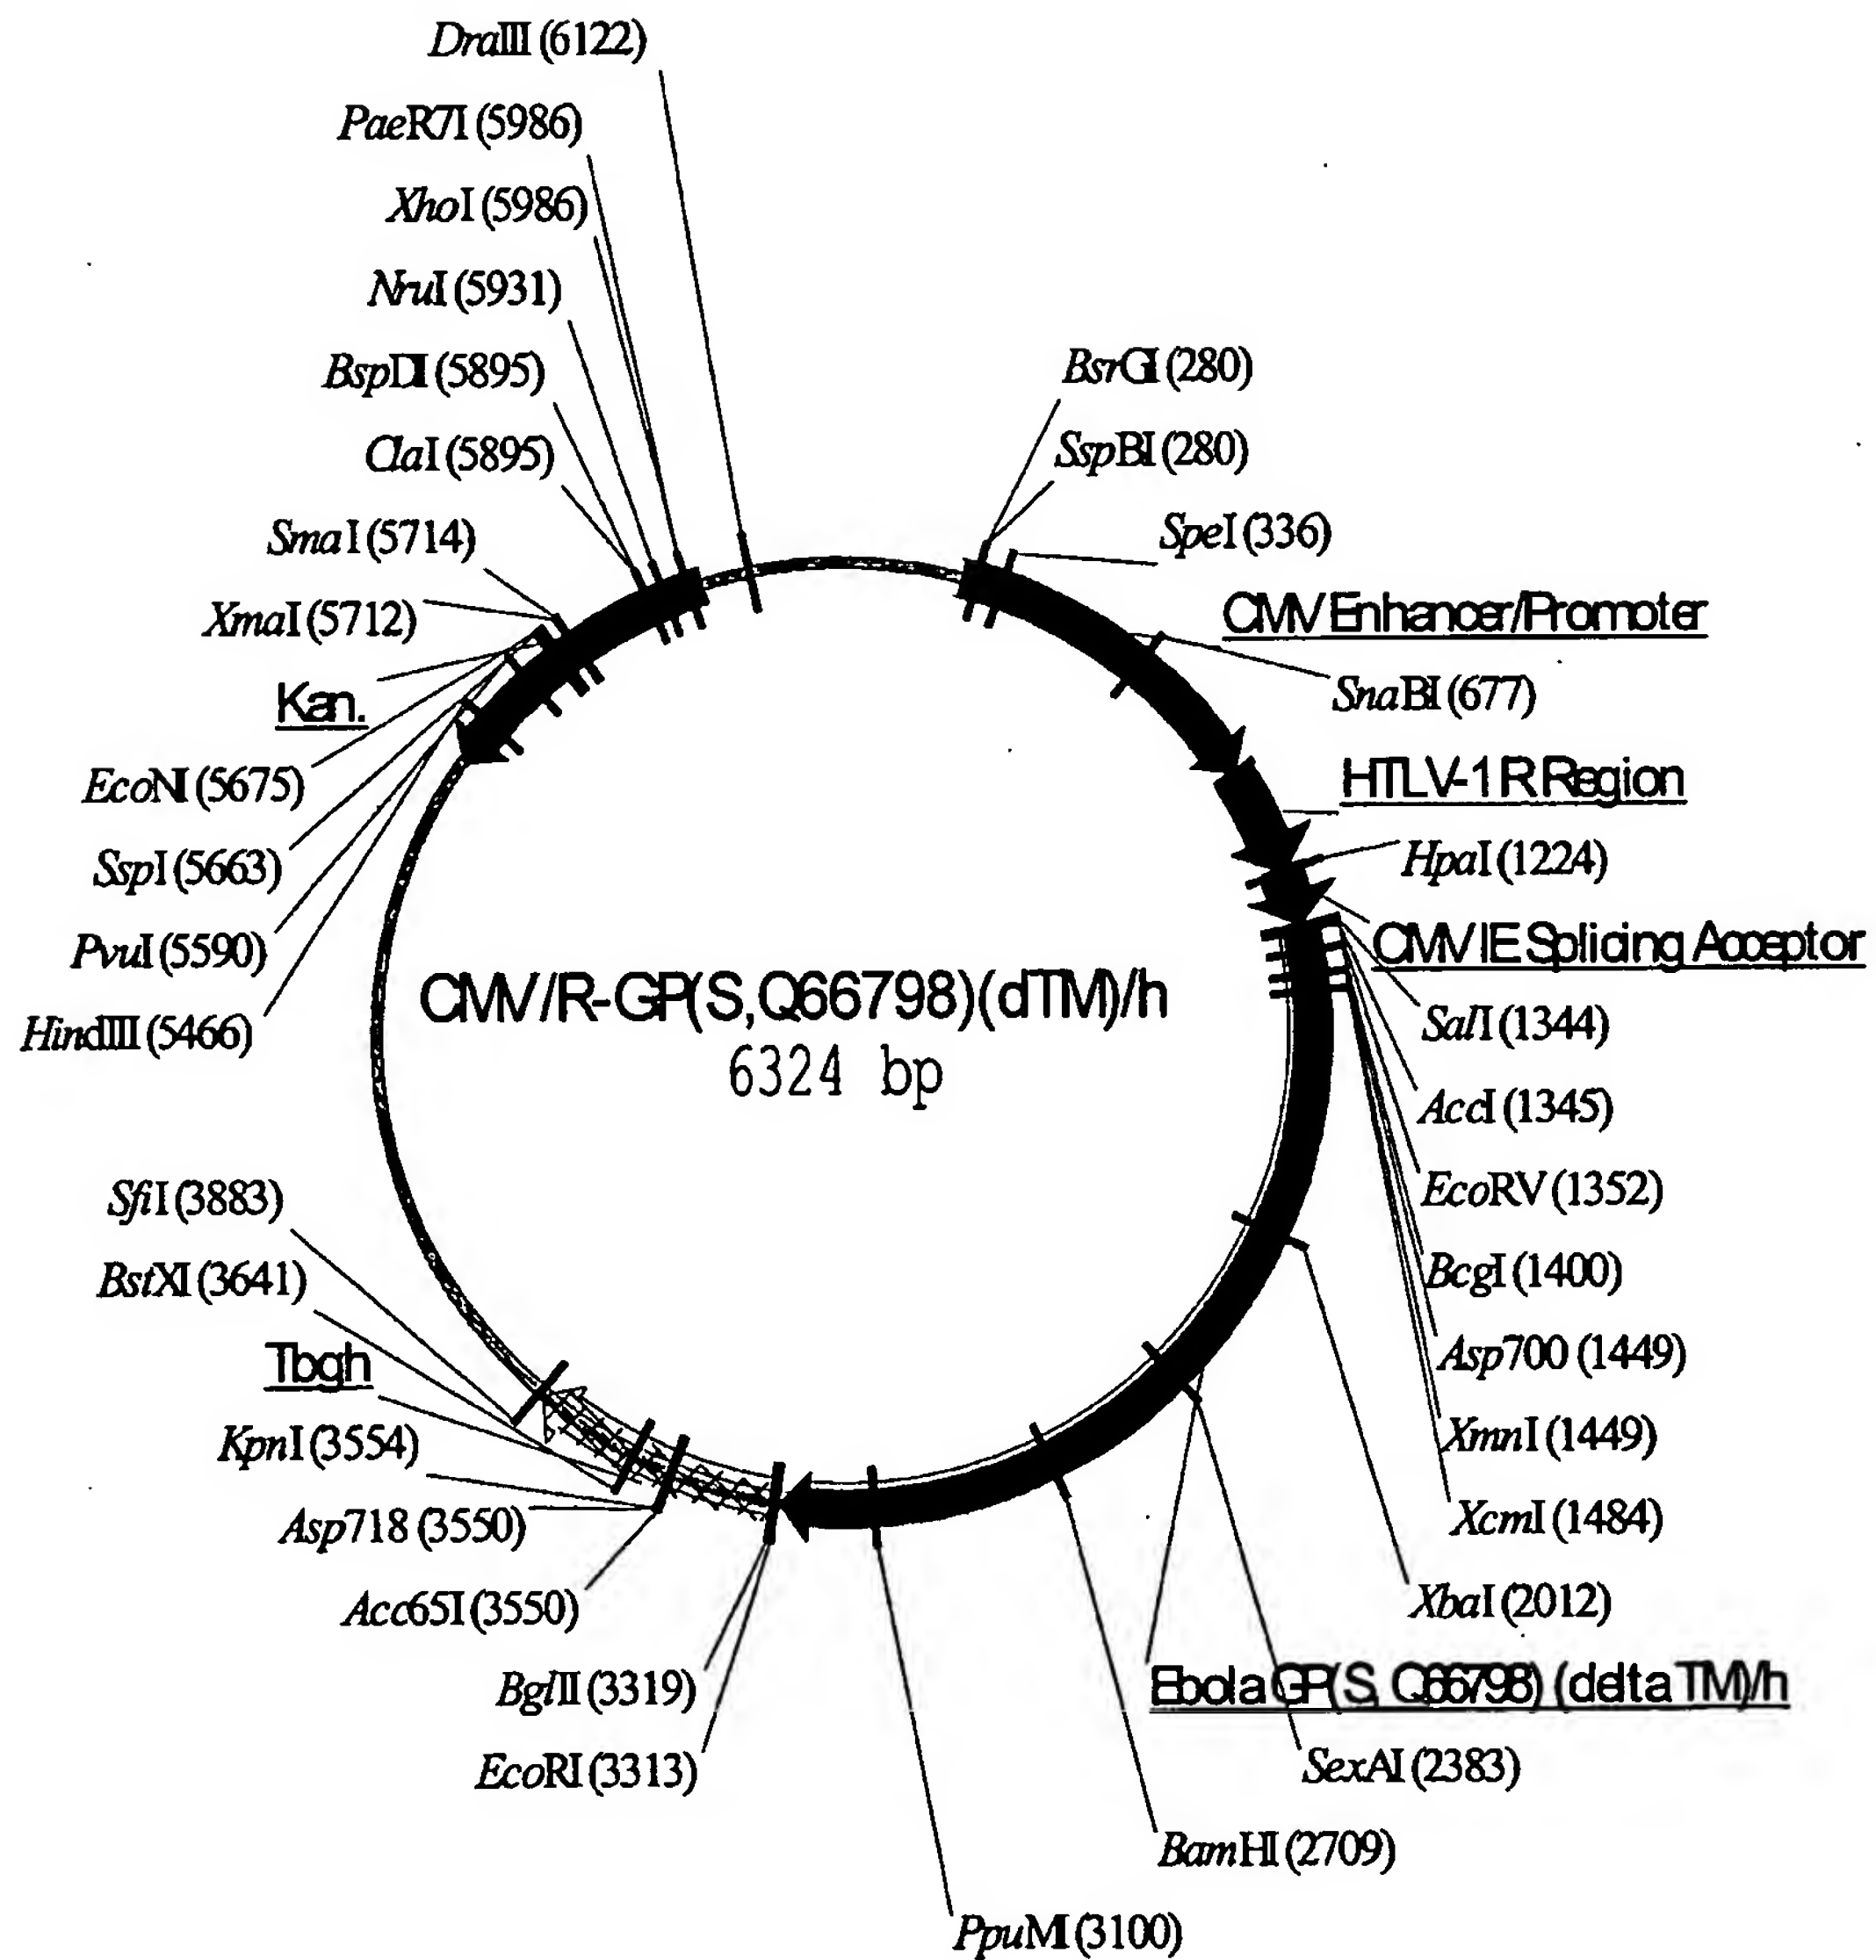 DraIII (6122)
PaeR7I (5986)
XhoI (5986)
NruI (5931)
BspDI (5895)
ClaI (5895)
SmaI (5714)
XmaI (5712)
Kan.
EcoNI (5675)
SspI (5663)
PvuI (5590)
HindIII (5466)
BsrGI (280)
SspBI (280)
SpeI (336)
CMV Enhancer/Promoter
SnaBI (677)
HTLV-1 R Region
HpaI (1224)
CMV IE Splicing Acceptor
SalI (1344)
AccI (1345)
EcoRV (1352)
BcgI (1400)
Asp700 (1449)
XmnI (1449)
XcmI (1484)
XbaI (2012)
Ebola GP(S, Q66798) (delta TM)/h
SexAI (2383)
BamHI (2709)
PpuMI (3100)
CMV/R-GP(S,Q66798)(dTM)/h
6324 bp
SfiI (3883)
BstXI (3641)
Tbgh
KpnI (3554)
Asp718 (3550)
Acc65I (3550)
BglII (3319)
EcoRI (3313)